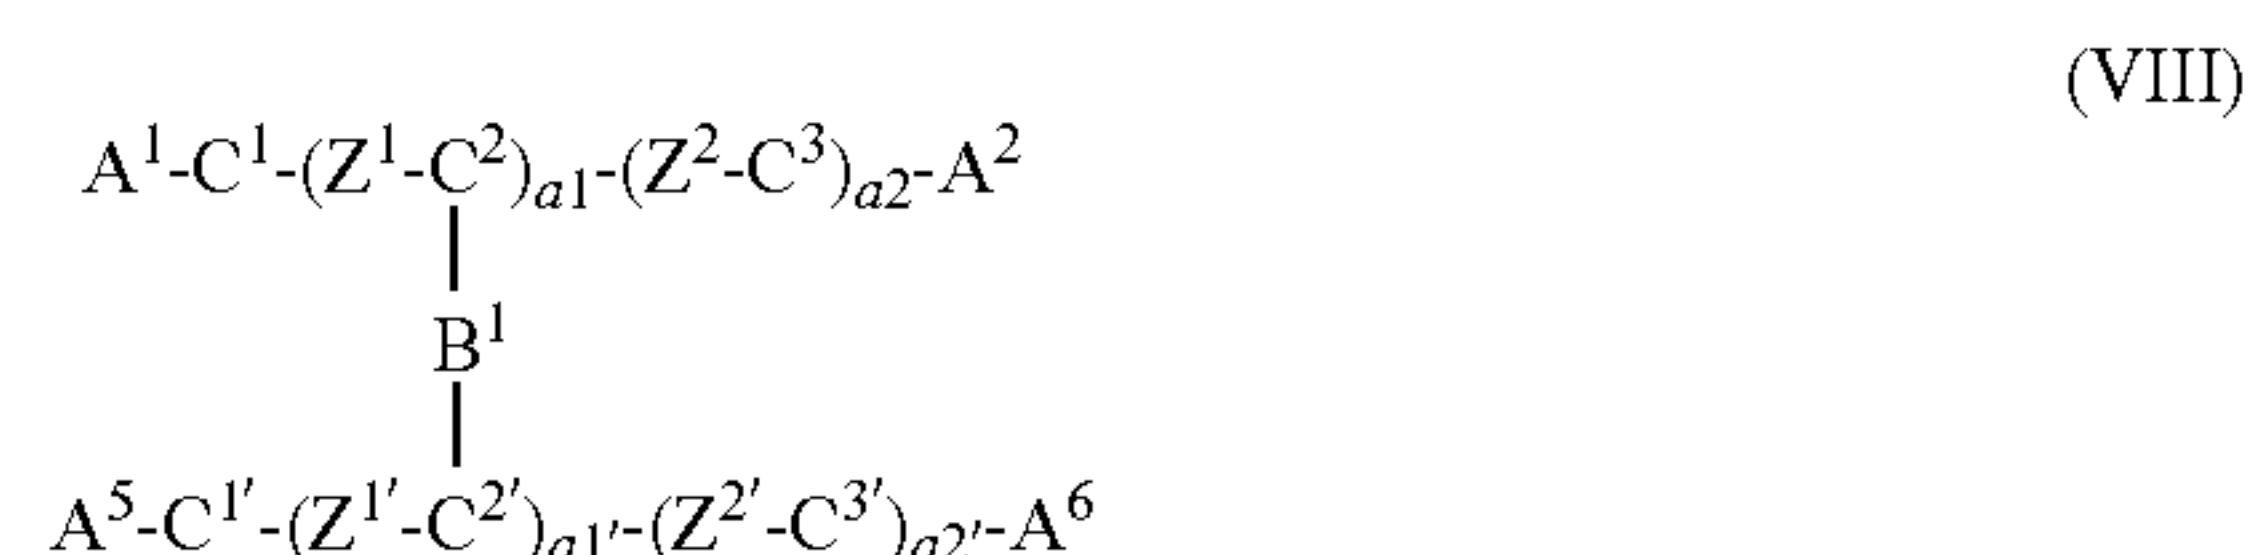 (VIII)
A¹-C¹-(Z¹-C²)ₐ₁-(Z²-C³)ₐ₂-A²
B¹
A⁵-C¹′-(Z¹′-C²′)ₐ₁′-(Z²′-C³′)ₐ₂′-A⁶